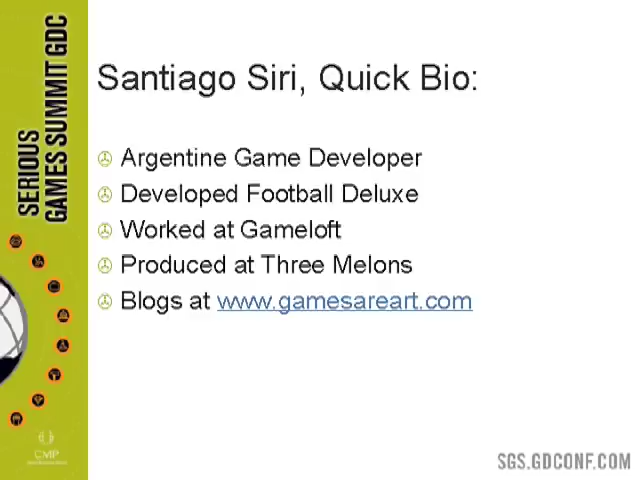 SERIOUS
GAMES SUMMIT GDC
Santiago Siri, Quick Bio:
Argentine Game Developer
Developed Football Deluxe
Worked at Gameloft
Produced at Three Melons
Blogs at www.gamesareart.com
CMP
SGS.GDCONF.COM